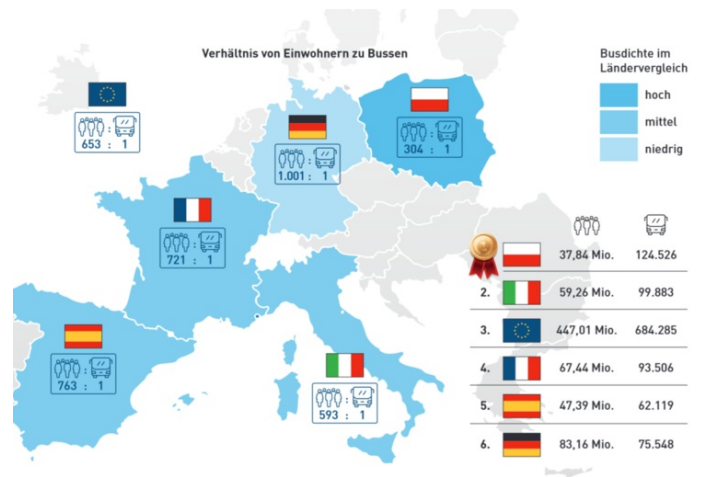 Verhältnis von Einwohnern zu Bussen
Busdichte im
Ländervergleich
hoch
mittel
niedrig
653 : 1
1.001 : 1
304 : 1
721 : 1
763 : 1
593 : 1
37,84 Mio. 124.526
2. 59,26 Mio. 99.883
3. 447,01 Mio. 684.285
4. 67,44 Mio. 93.506
5. 47,39 Mio. 62.119
6. 83,16 Mio. 75.548